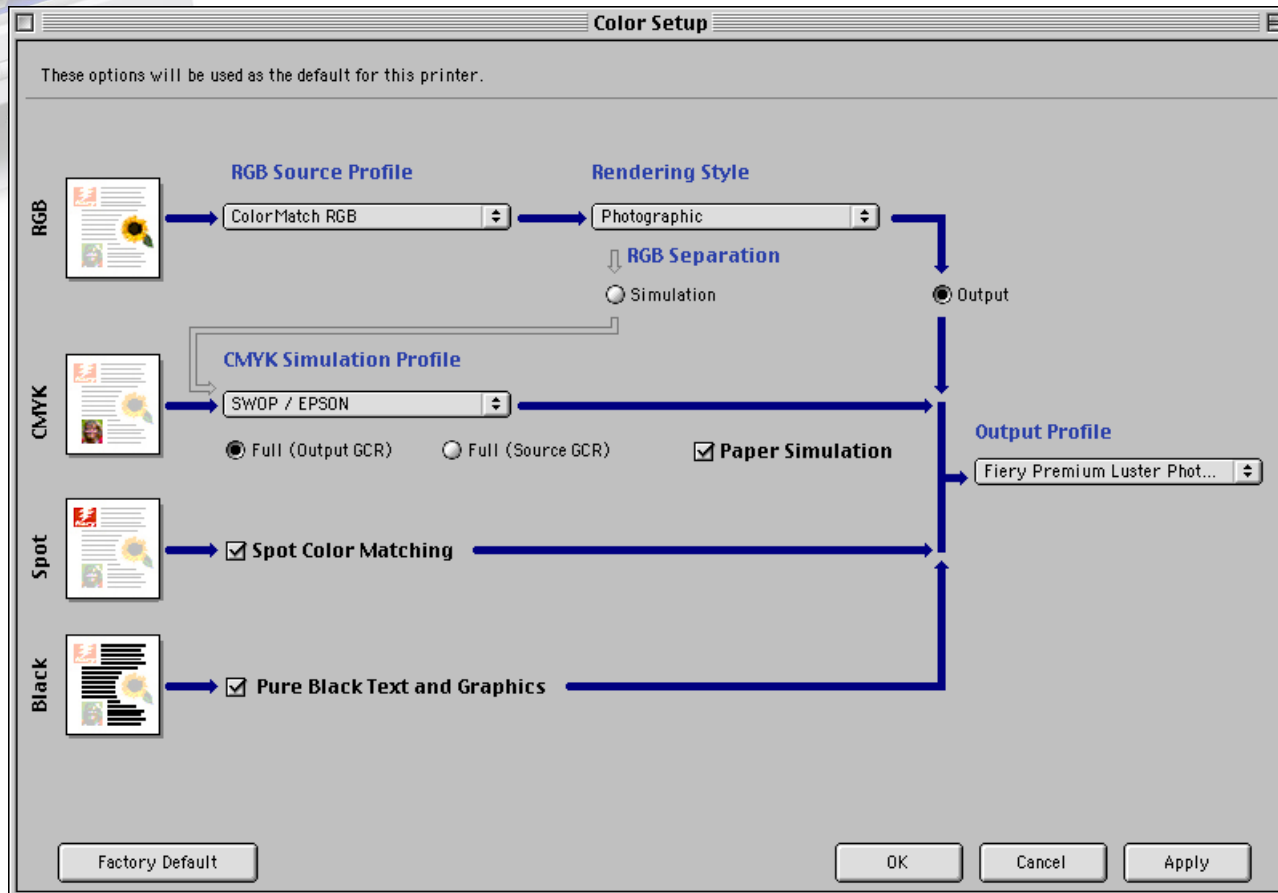 Color Setup
These options will be used as the default for this printer.
RGB
RGB Source Profile
ColorMatch RGB
Rendering Style
Photographic
RGB Separation
Simulation
Output
CMYK
CMYK Simulation Profile
SWOP / EPSON
Full (Output GCR)
Full (Source GCR)
Paper Simulation
Output Profile
Fiery Premium Luster Phot...
Spot
Spot Color Matching
Black
Pure Black Text and Graphics
Factory Default
OK
Cancel
Apply